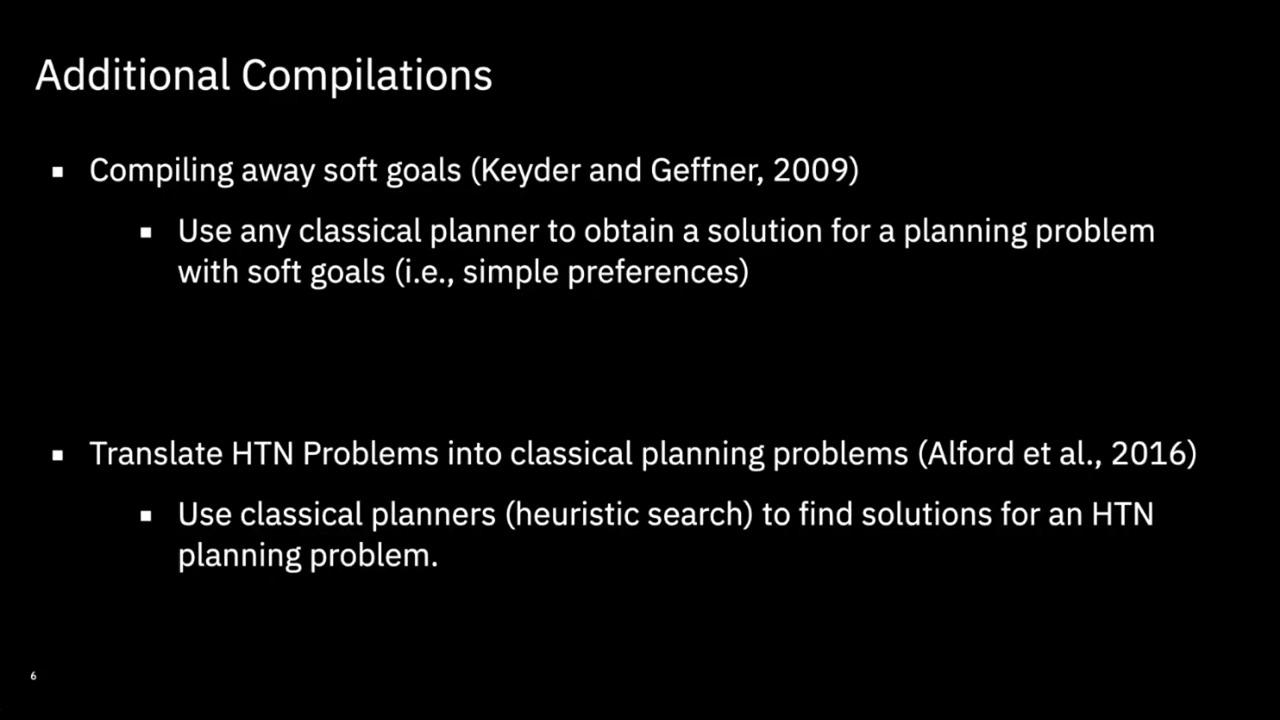 Additional Compilations
▪ Compiling away soft goals (Keyder and Geffner, 2009)
▪ Use any classical planner to obtain a solution for a planning problem
with soft goals (i.e., simple preferences)
▪ Translate HTN Problems into classical planning problems (Alford et al., 2016)
▪ Use classical planners (heuristic search) to find solutions for an HTN
planning problem.
6